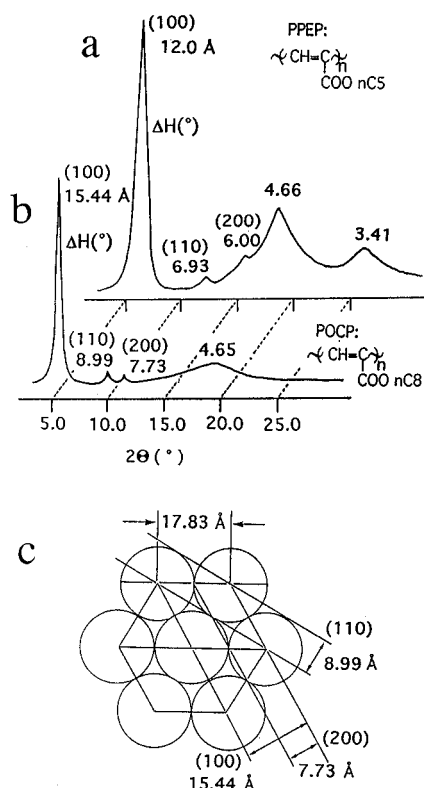 a
(100)
12.0 Å
PPEP:
CH=C
n
COO nC5
ΔH(°)
(100)
15.44 Å
b
ΔH(°)
4.66
(200)
6.00
(110)
6.93
3.41
(110)
8.99
(200)
7.73
4.65
POCP:
CH=C
n
COO nC8
5.0 10.0 15.0 20.0 25.0
2Θ (°)
c
17.83 Å
(110)
8.99 Å
(200)
7.73 Å
(100)
15.44 Å